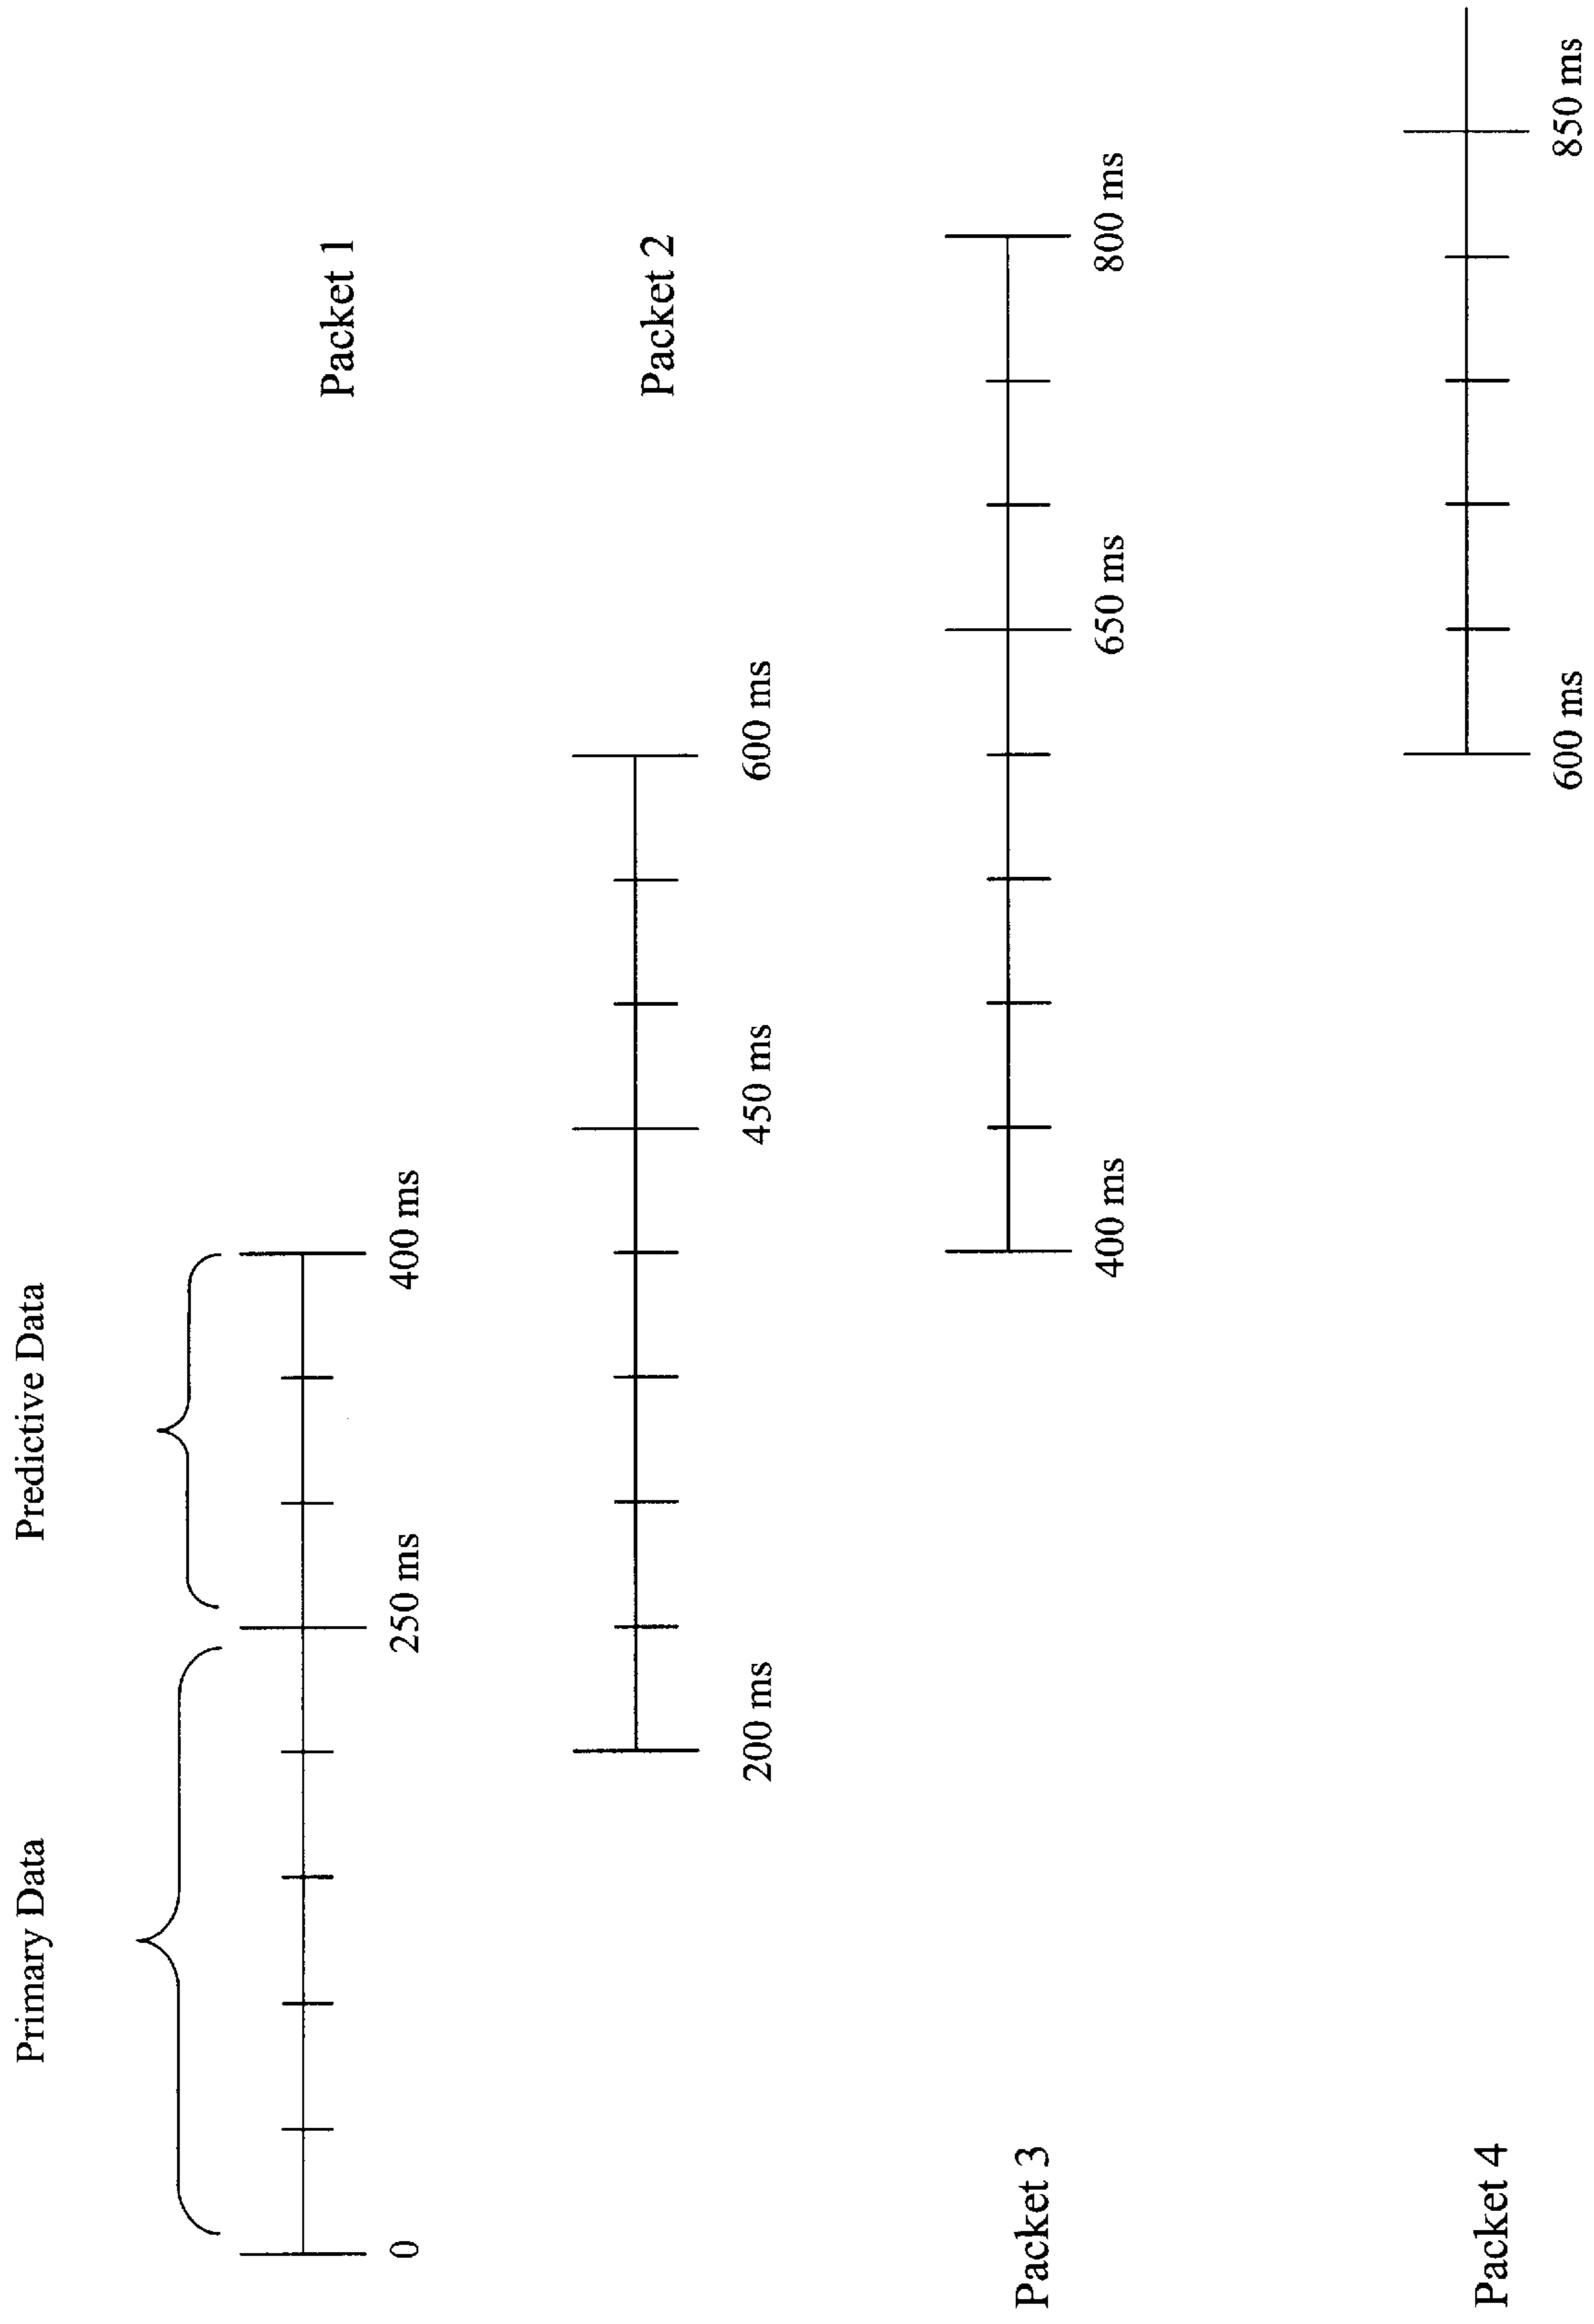 Primary Data
Predictive Data
0
250 ms
400 ms
Packet 1
200 ms
450 ms
600 ms
Packet 2
Packet 3
400 ms
650 ms
800 ms
Packet 4
600 ms
850 ms